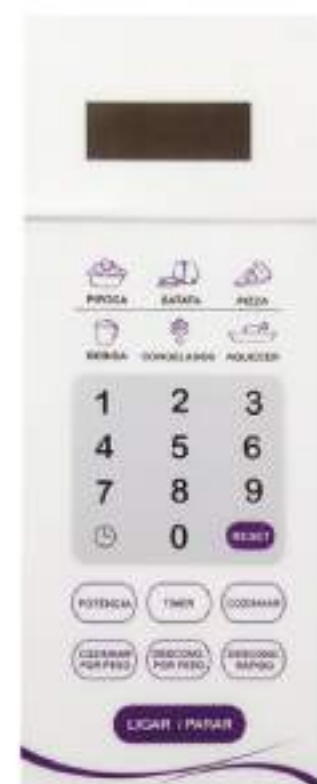 PIPOCA BATATA PIZZA
BEBIDA CONGELADOS AQUECER
1 2 3
4 5 6
7 8 9
0 RESET
POTÊNCIA TIMER COZINHAR
COZINHAR POR PESO DESCONG. POR PESO DESCONG. RÁPIDO
LIGAR / PARAR